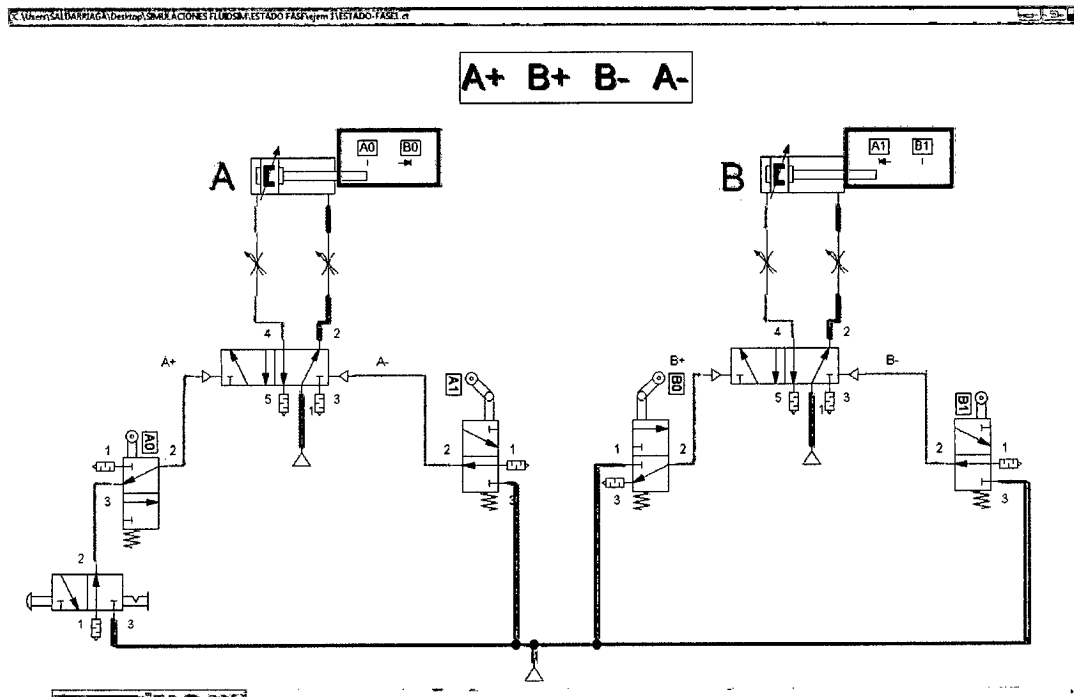 C:\Users\SALDARRIAGA\Desktop\SIMULACIONES FLUIDSIM\ESTADO FASE\ejem 1\ESTADO-FASE1.ct
A+ B+ B- A-
A0 B0
A1 B1
A
B
4 2
4 2
A+ A-
B+ B-
5 1 3
5 1 3
A1
B0
B1
A0
1 2
2 1
1 2
2 1
3
3
3
3
2
1 3